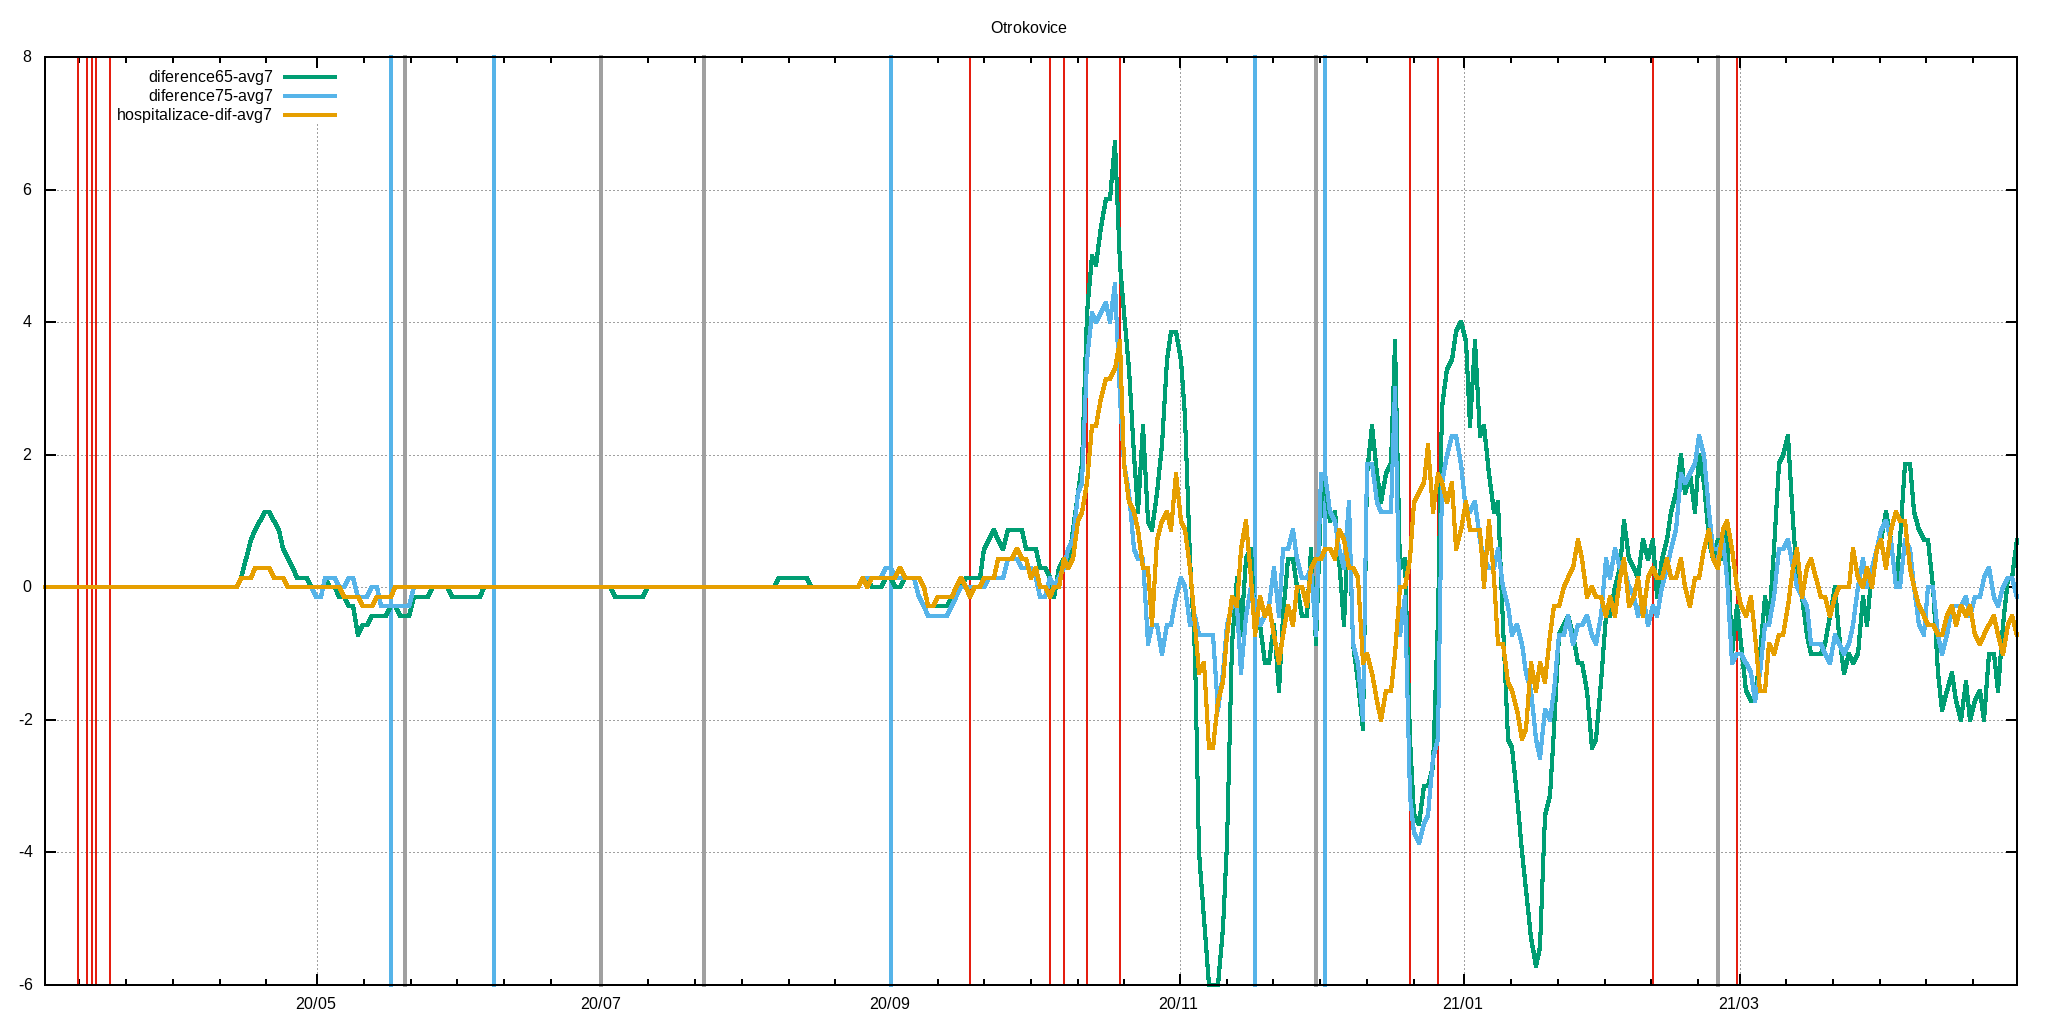 Otrokovice
8
diference65-avg7
diference75-avg7
hospitalizace-dif-avg7
6
4
2
0
-2
-4
-6
20/05 20/07 20/09 20/11 21/01 21/03